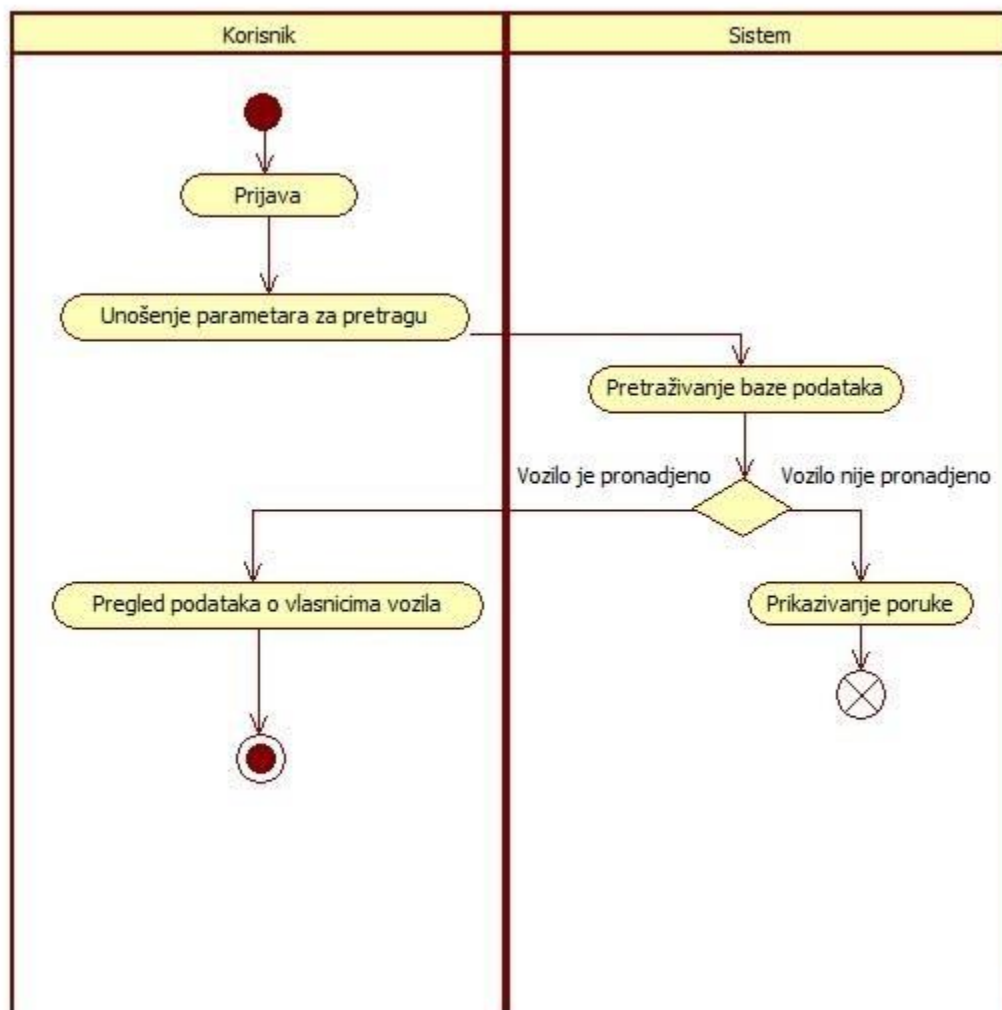 Korisnik
Sistem
Prijava
Unošenje parametara za pretragu
Pretraživanje baze podataka
Vozilo je pronadjeno
Vozilo nije pronadjeno
Pregled podataka o vlasnicima vozila
Prikazivanje poruke